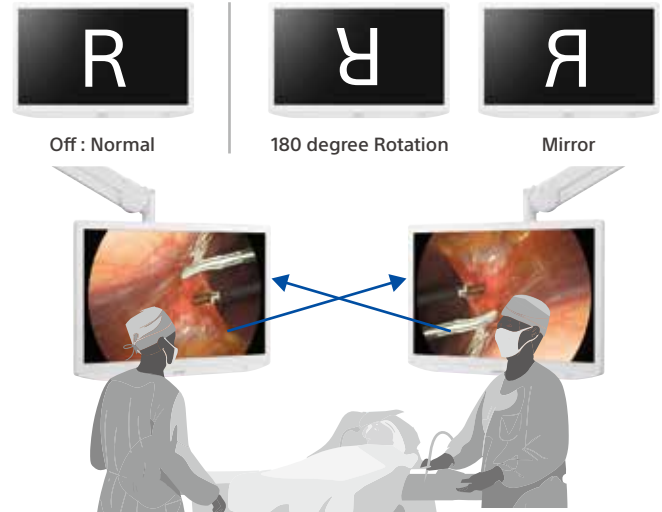 R ꓤ Я
Off : Normal 180 degree Rotation Mirror